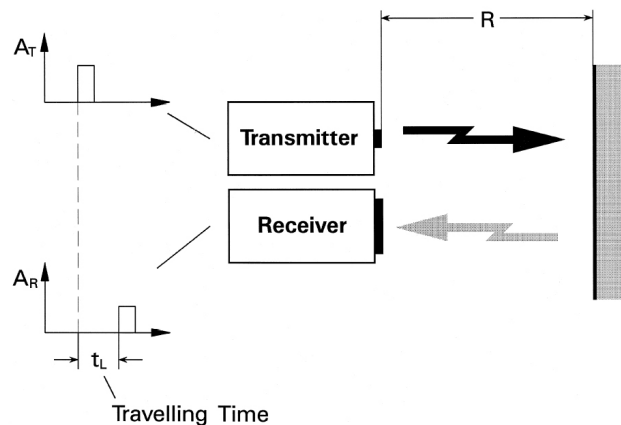 R
A_T
Transmitter
Receiver
A_R
t_L
Travelling Time